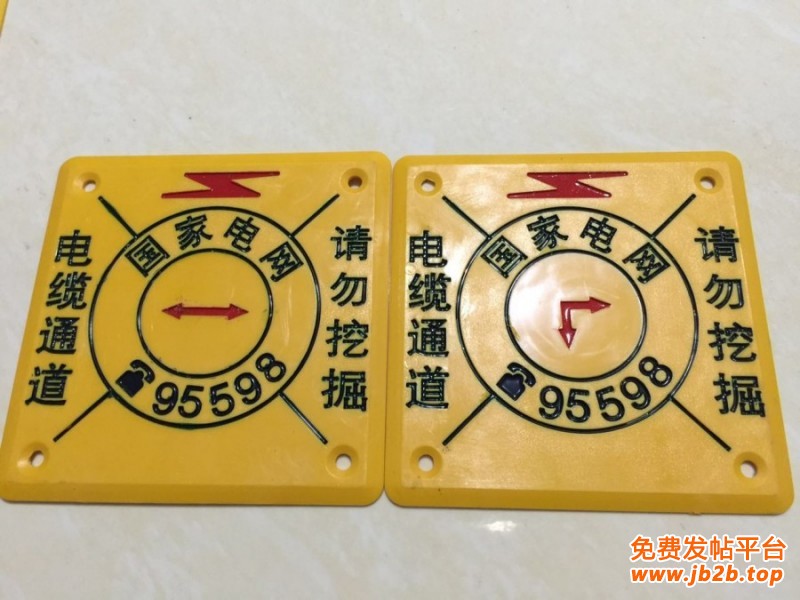 国家电网
电缆通道
请勿挖掘
95598
国家电网
电缆通道
请勿挖掘
95598
免费发帖平台
www.jb2b.top